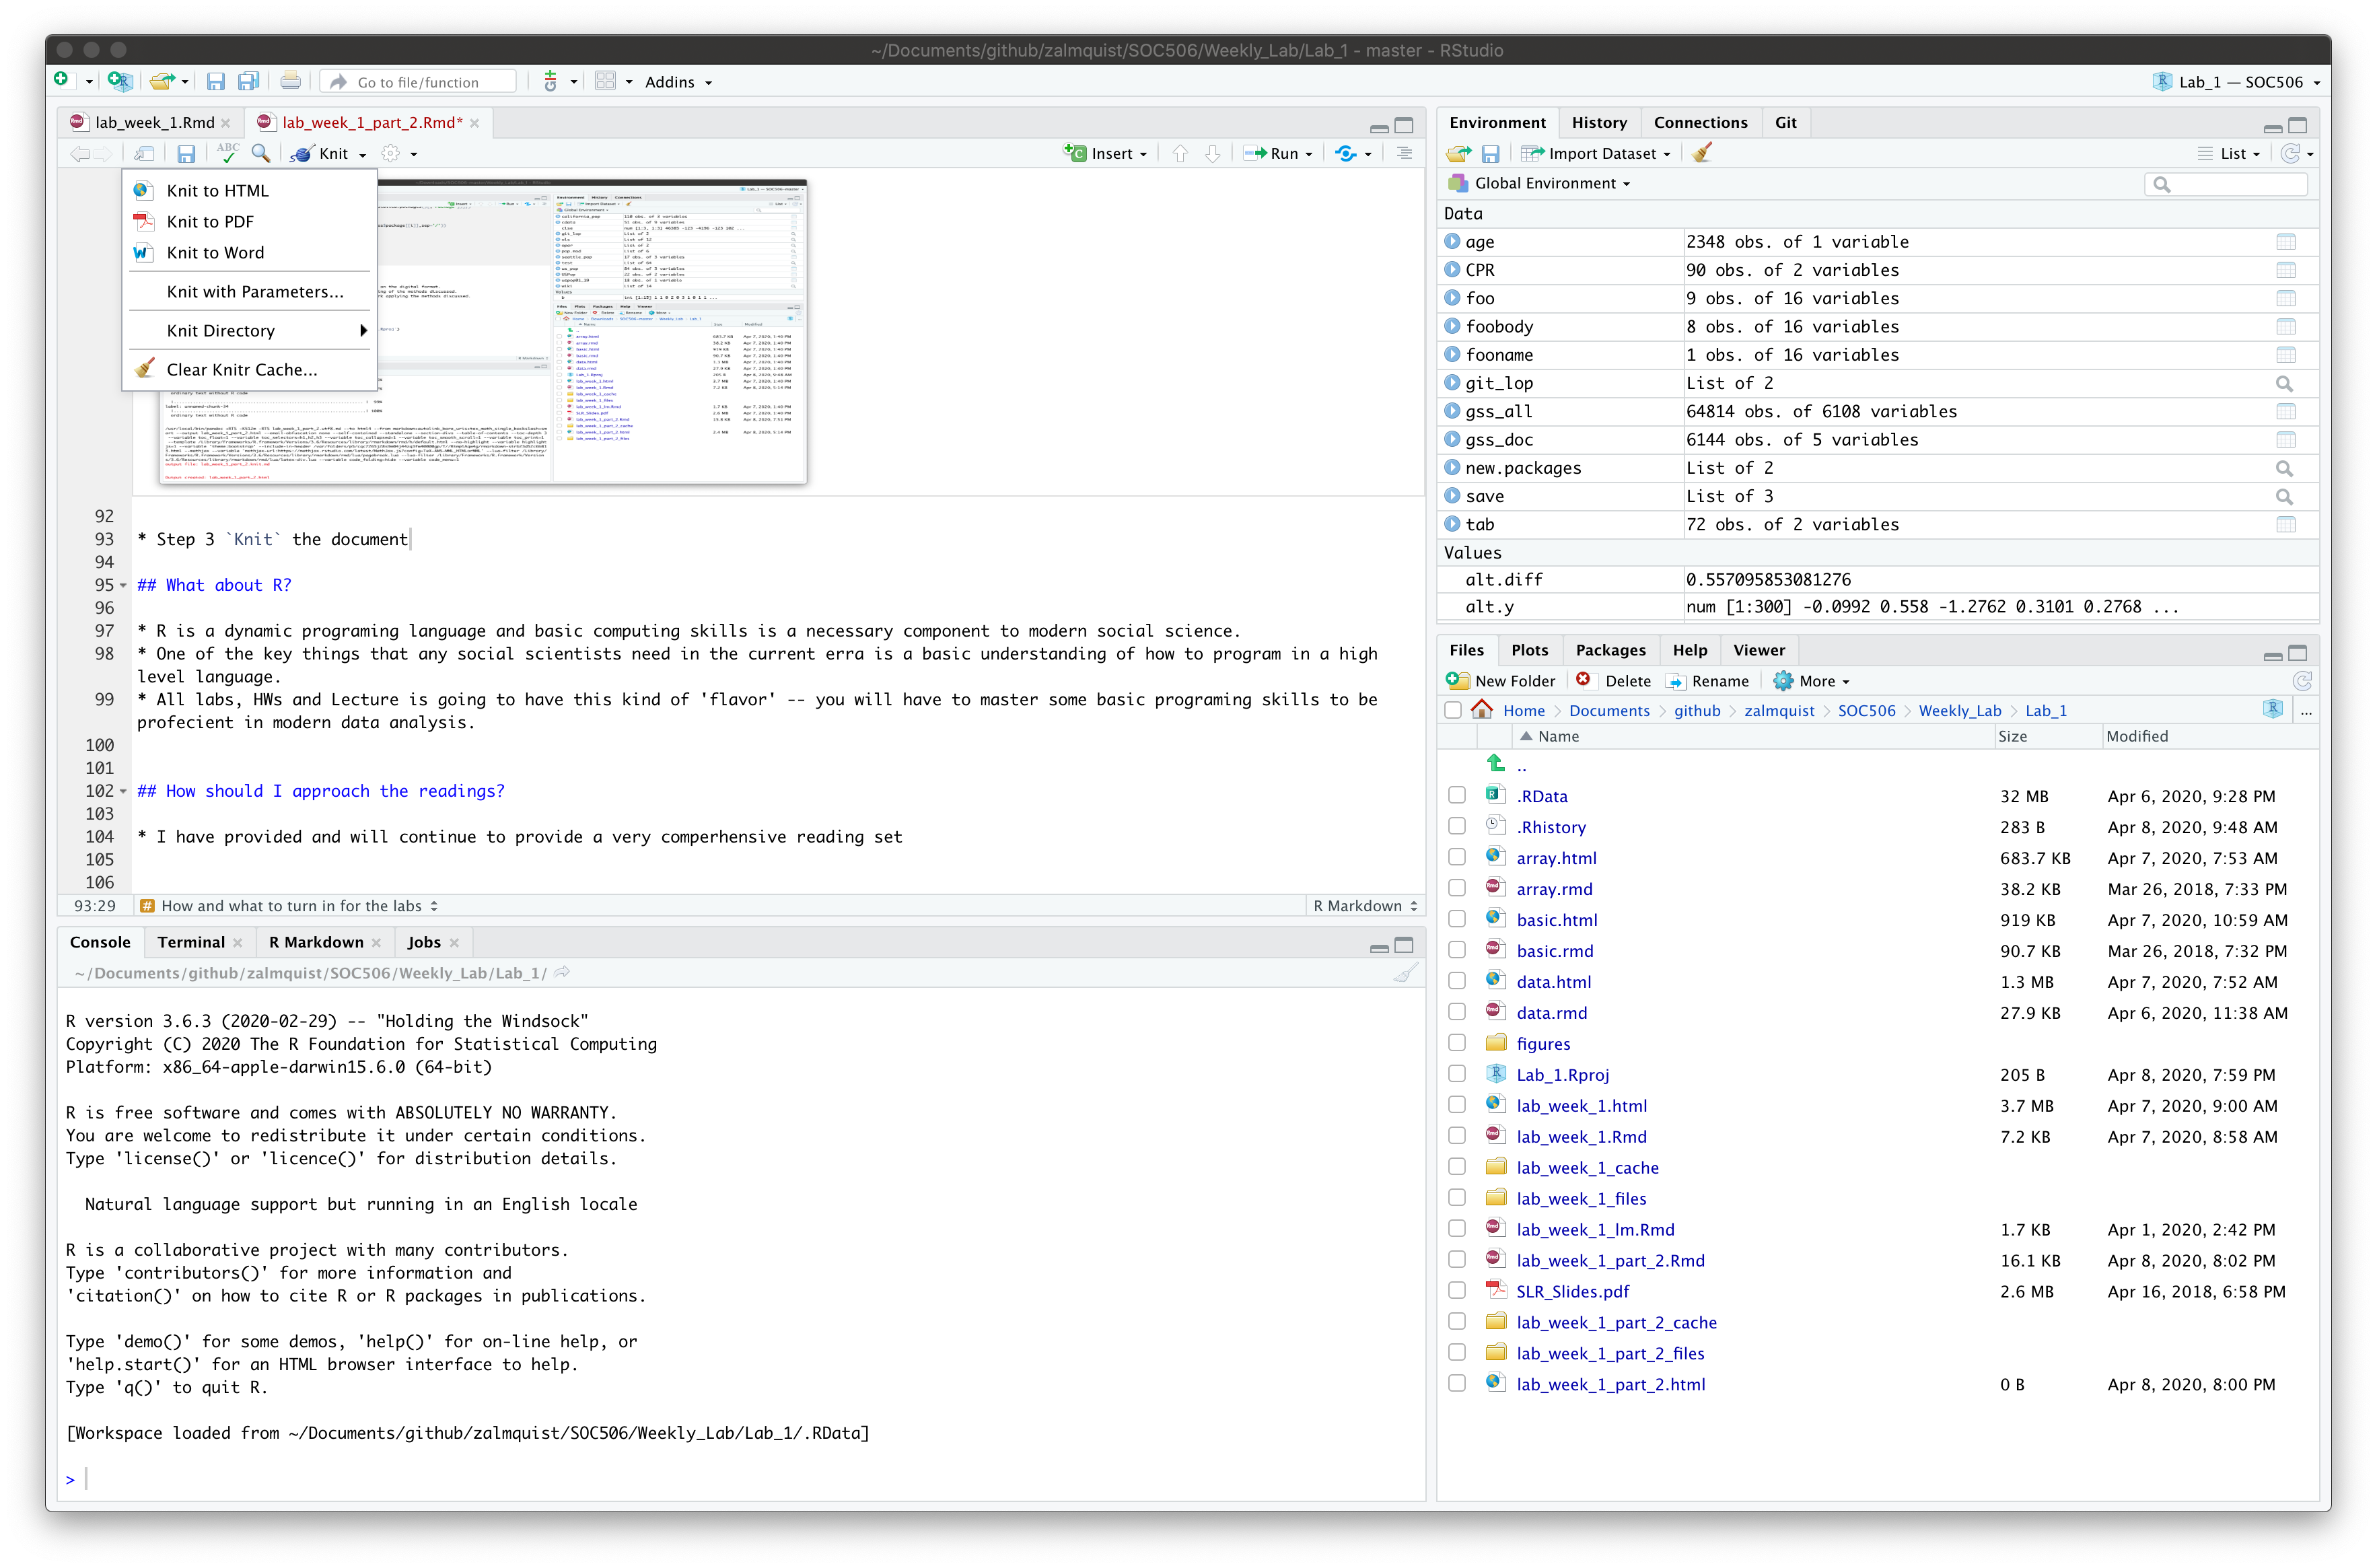 ~/Documents/github/zalmquist/SOC506/Weekly_Lab/Lab_1 - master - RStudio
Go to file/function
Addins
Lab_1 — SOC506
lab_week_1.Rmd
lab_week_1_part_2.Rmd*
ABC
Knit
Insert
Run
Knit to HTML
Knit to PDF
Knit to Word
Knit with Parameters...
Knit Directory
Clear Knitr Cache...
92
93 * Step 3 `Knit` the document
94
95 ## What about R?
96
97 * R is a dynamic programing language and basic computing skills is a necessary component to modern social science.
98 * One of the key things that any social scientists need in the current erra is a basic understanding of how to program in a high
level language.
99 * All labs, HWs and Lecture is going to have this kind of 'flavor' -- you will have to master some basic programing skills to be
profecient in modern data analysis.
100
101
102 ## How should I approach the readings?
103
104 * I have provided and will continue to provide a very comperhensive reading set
105
106
93:29 # How and what to turn in for the labs R Markdown
Console Terminal R Markdown Jobs
~/Documents/github/zalmquist/SOC506/Weekly_Lab/Lab_1/
R version 3.6.3 (2020-02-29) -- "Holding the Windsock"
Copyright (C) 2020 The R Foundation for Statistical Computing
Platform: x86_64-apple-darwin15.6.0 (64-bit)
R is free software and comes with ABSOLUTELY NO WARRANTY.
You are welcome to redistribute it under certain conditions.
Type 'license()' or 'licence()' for distribution details.
Natural language support but running in an English locale
R is a collaborative project with many contributors.
Type 'contributors()' for more information and
'citation()' on how to cite R or R packages in publications.
Type 'demo()' for some demos, 'help()' for on-line help, or
'help.start()' for an HTML browser interface to help.
Type 'q()' to quit R.
[Workspace loaded from ~/Documents/github/zalmquist/SOC506/Weekly_Lab/Lab_1/.RData]
>
Environment History Connections Git
Import Dataset
List
Global Environment
Data
age 2348 obs. of 1 variable
CPR 90 obs. of 2 variables
foo 9 obs. of 16 variables
foobody 8 obs. of 16 variables
fooname 1 obs. of 16 variables
git_lop List of 2
gss_all 64814 obs. of 6108 variables
gss_doc 6144 obs. of 5 variables
new.packages List of 2
save List of 3
tab 72 obs. of 2 variables
Values
alt.diff 0.557095853081276
alt.y num [1:300] -0.0992 0.558 -1.2762 0.3101 0.2768 ...
Files Plots Packages Help Viewer
New Folder Delete Rename More
Home Documents github zalmquist SOC506 Weekly_Lab Lab_1 ...
Name Size Modified
..
.RData 32 MB Apr 6, 2020, 9:28 PM
.Rhistory 283 B Apr 8, 2020, 9:48 AM
array.html 683.7 KB Apr 7, 2020, 7:53 AM
array.rmd 38.2 KB Mar 26, 2018, 7:33 PM
basic.html 919 KB Apr 7, 2020, 10:59 AM
basic.rmd 90.7 KB Mar 26, 2018, 7:32 PM
data.html 1.3 MB Apr 7, 2020, 7:52 AM
data.rmd 27.9 KB Apr 6, 2020, 11:38 AM
figures
Lab_1.Rproj 205 B Apr 8, 2020, 7:59 PM
lab_week_1.html 3.7 MB Apr 7, 2020, 9:00 AM
lab_week_1.Rmd 7.2 KB Apr 7, 2020, 8:58 AM
lab_week_1_cache
lab_week_1_files
lab_week_1_lm.Rmd 1.7 KB Apr 1, 2020, 2:42 PM
lab_week_1_part_2.Rmd 16.1 KB Apr 8, 2020, 8:02 PM
SLR_Slides.pdf 2.6 MB Apr 16, 2018, 6:58 PM
lab_week_1_part_2_cache
lab_week_1_part_2_files
lab_week_1_part_2.html 0 B Apr 8, 2020, 8:00 PM